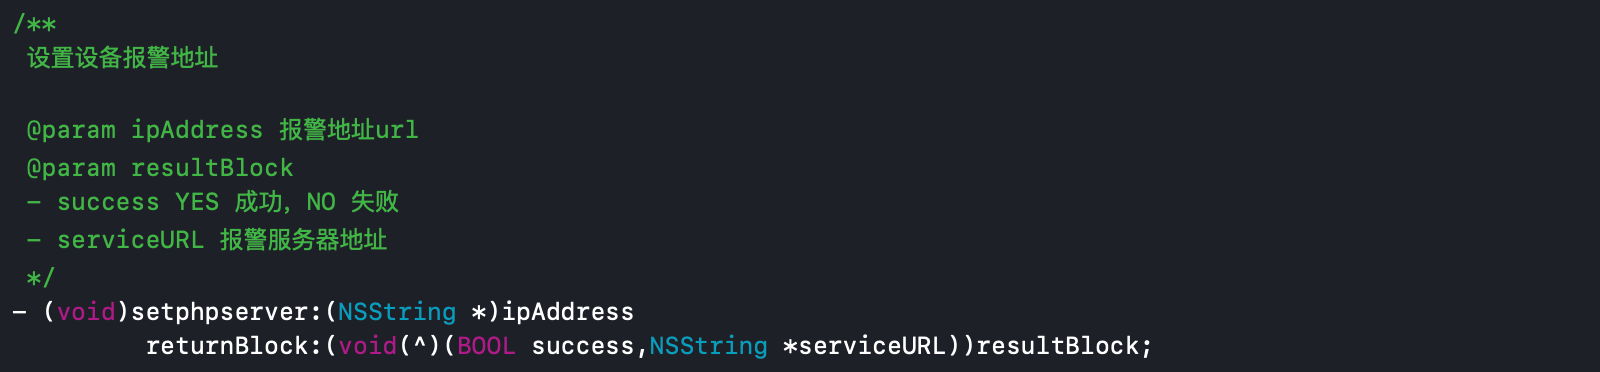 /**
设置设备报警地址
@param ipAddress 报警地址url
@param resultBlock
- success YES 成功，NO 失败
- serviceURL 报警服务器地址
*/
- (void)setphpserver:(NSString *)ipAddress
returnBlock:(void(^)(BOOL success,NSString *serviceURL))resultBlock;